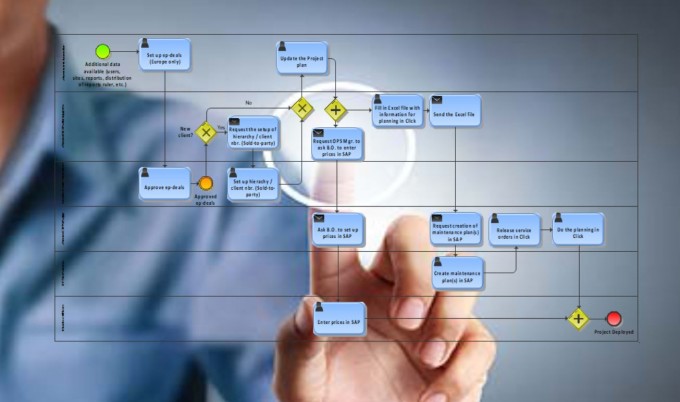 Set up ep-deals
(Europe only)
Update the Project
plan
Additional data
available (users,
sites, reports, distribution
of reports, ruler, etc.)
No
New
client?
Yes
Request the setup of
hierarchy / client
nbr. (Sold-to-party)
Fill in Excel file with
information for
planning in Click
Send the Excel file
Request DPS Mgr. to
ask B.O. to enter
prices in SAP
Approve ep-deals
Approved
ep deals
Set up hierarchy /
client nbr. (Sold-to-
party)
Ask B.O. to set up
prices in SAP
Request creation of
maintenance plan(s)
in SAP
Release service
orders in Click
Do the planning in
Click
Create maintenance
plan(s) in SAP
Enter prices in SAP
Project Deployed